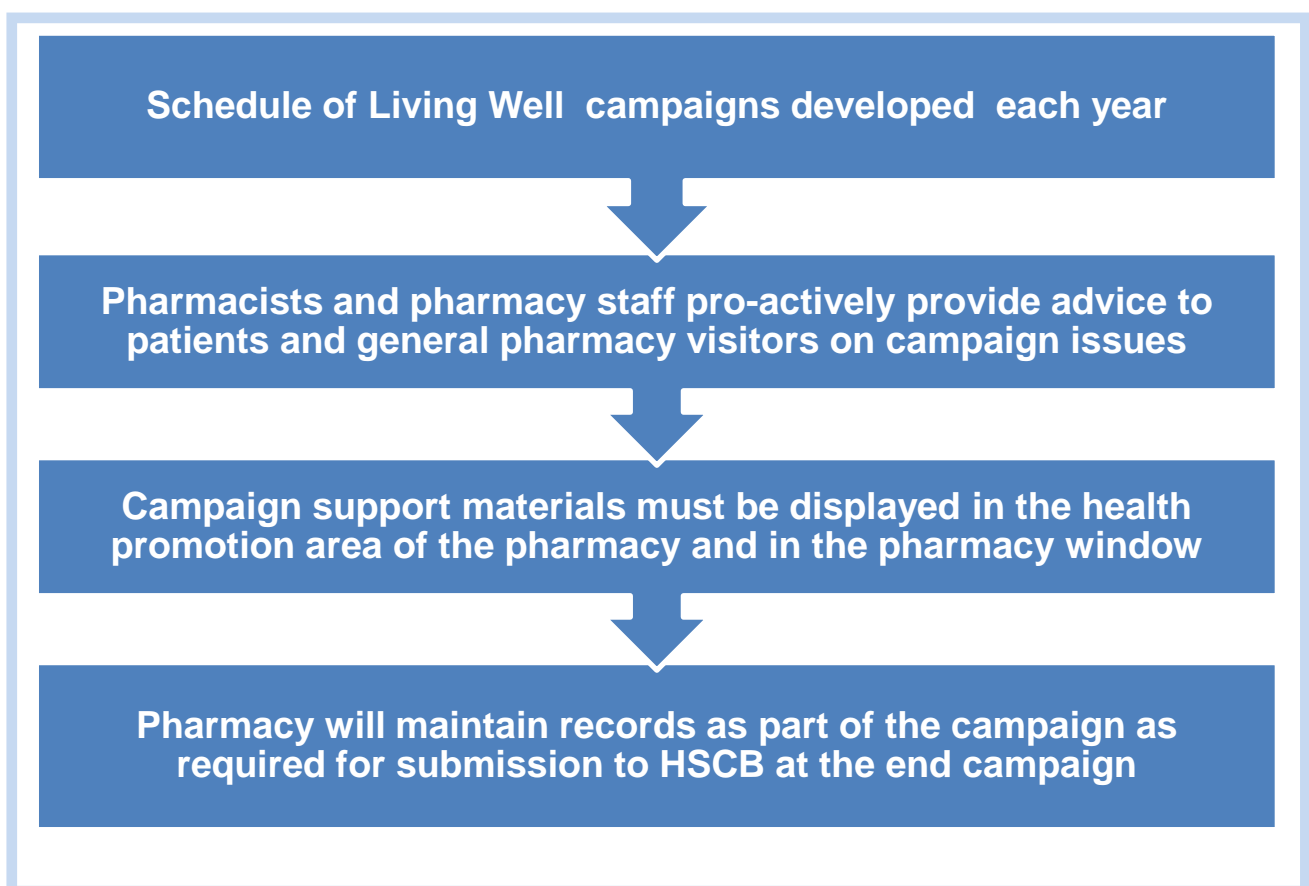 Schedule of Living Well  campaigns developed  each year
Pharmacists and pharmacy staff pro-actively provide advice to
patients and general pharmacy visitors on campaign issues
Campaign support materials must be displayed in the health
promotion area of the pharmacy and in the pharmacy window
Pharmacy will maintain records as part of the campaign as
required for submission to HSCB at the end campaign